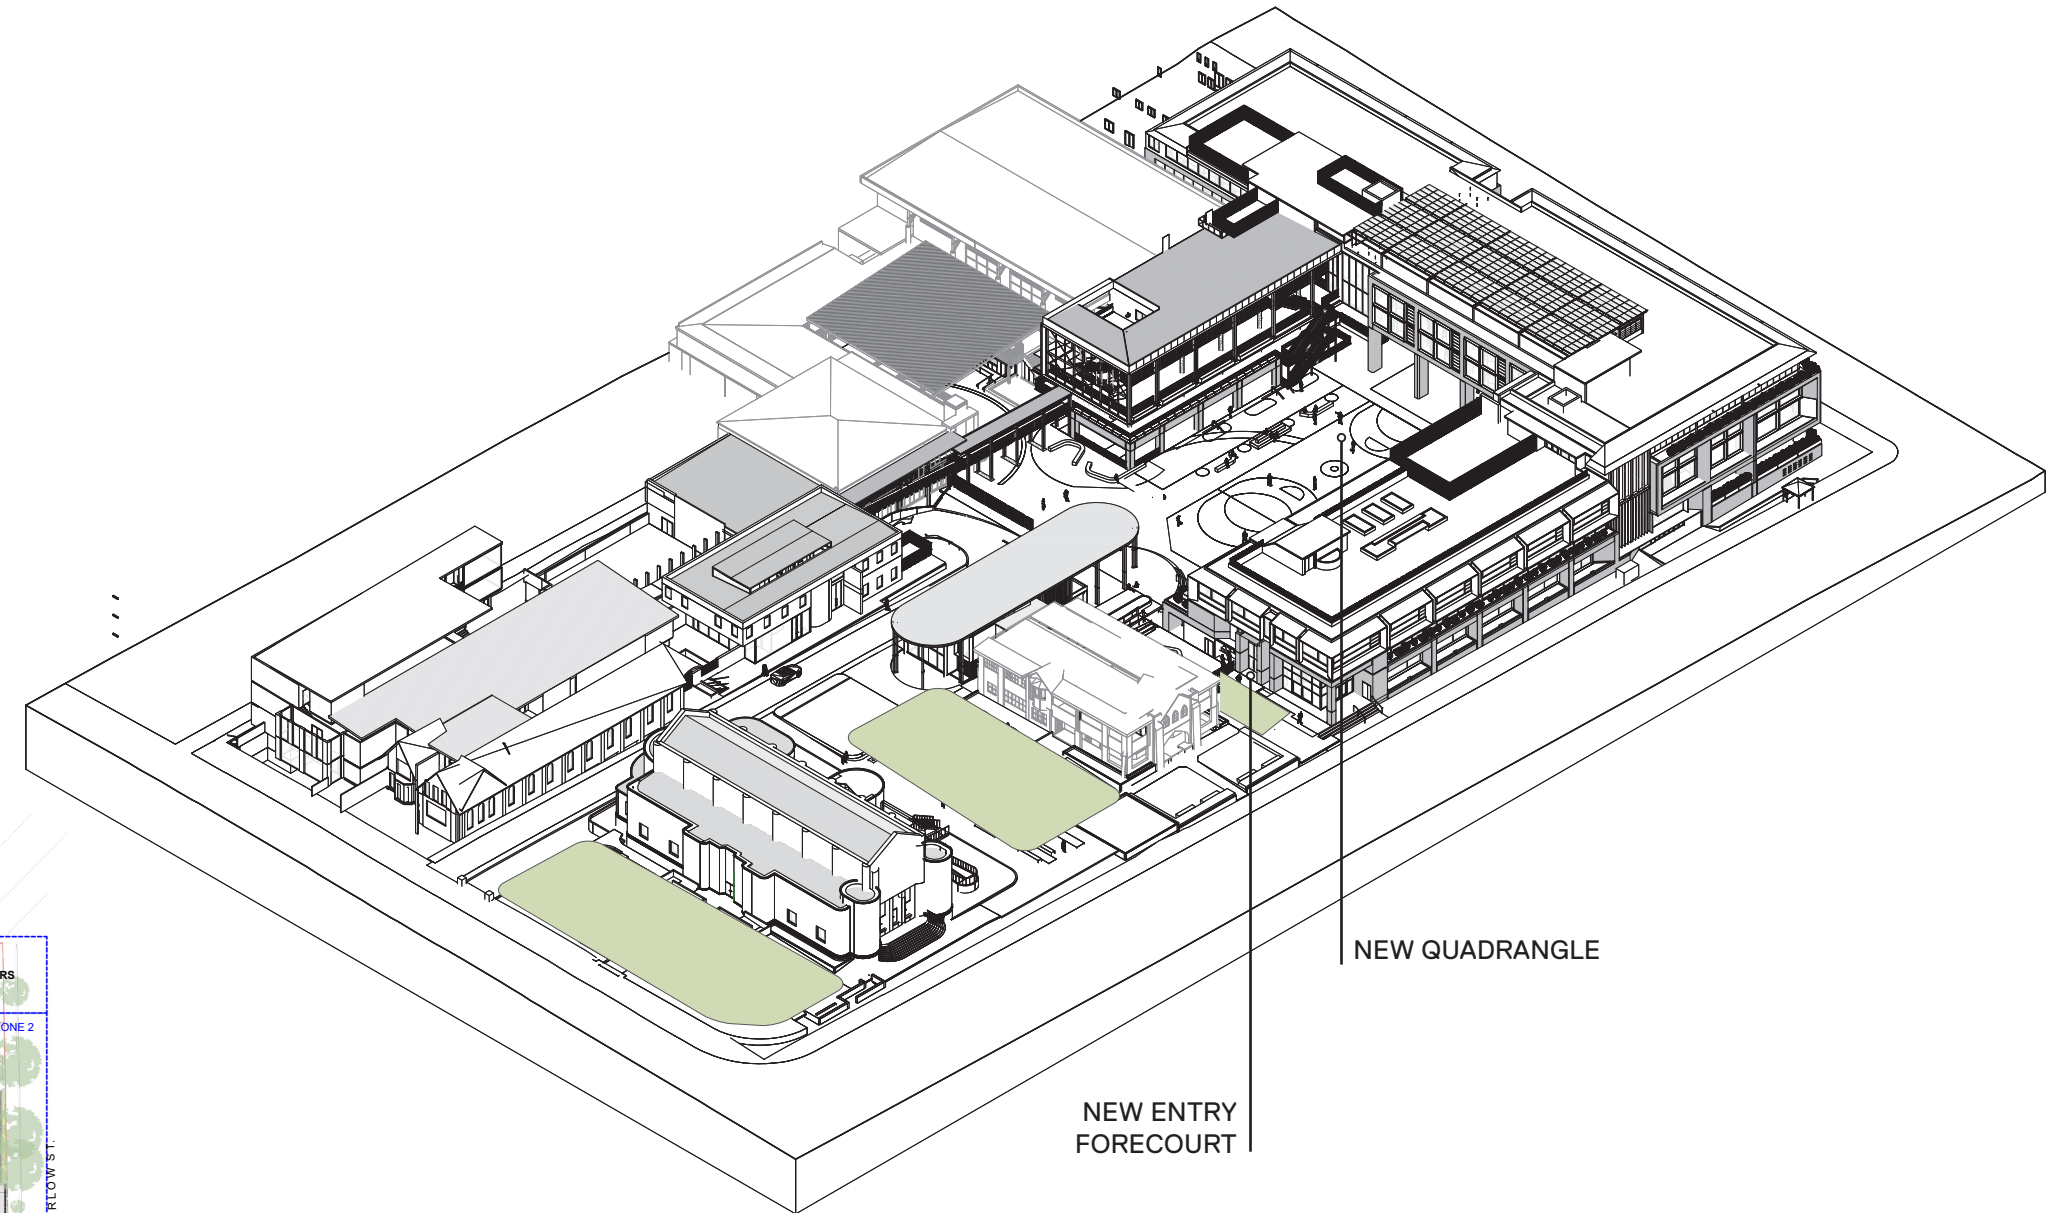 NEW QUADRANGLE
NEW ENTRY
FORECOURT
RS
ONE 2
RLOW ST.